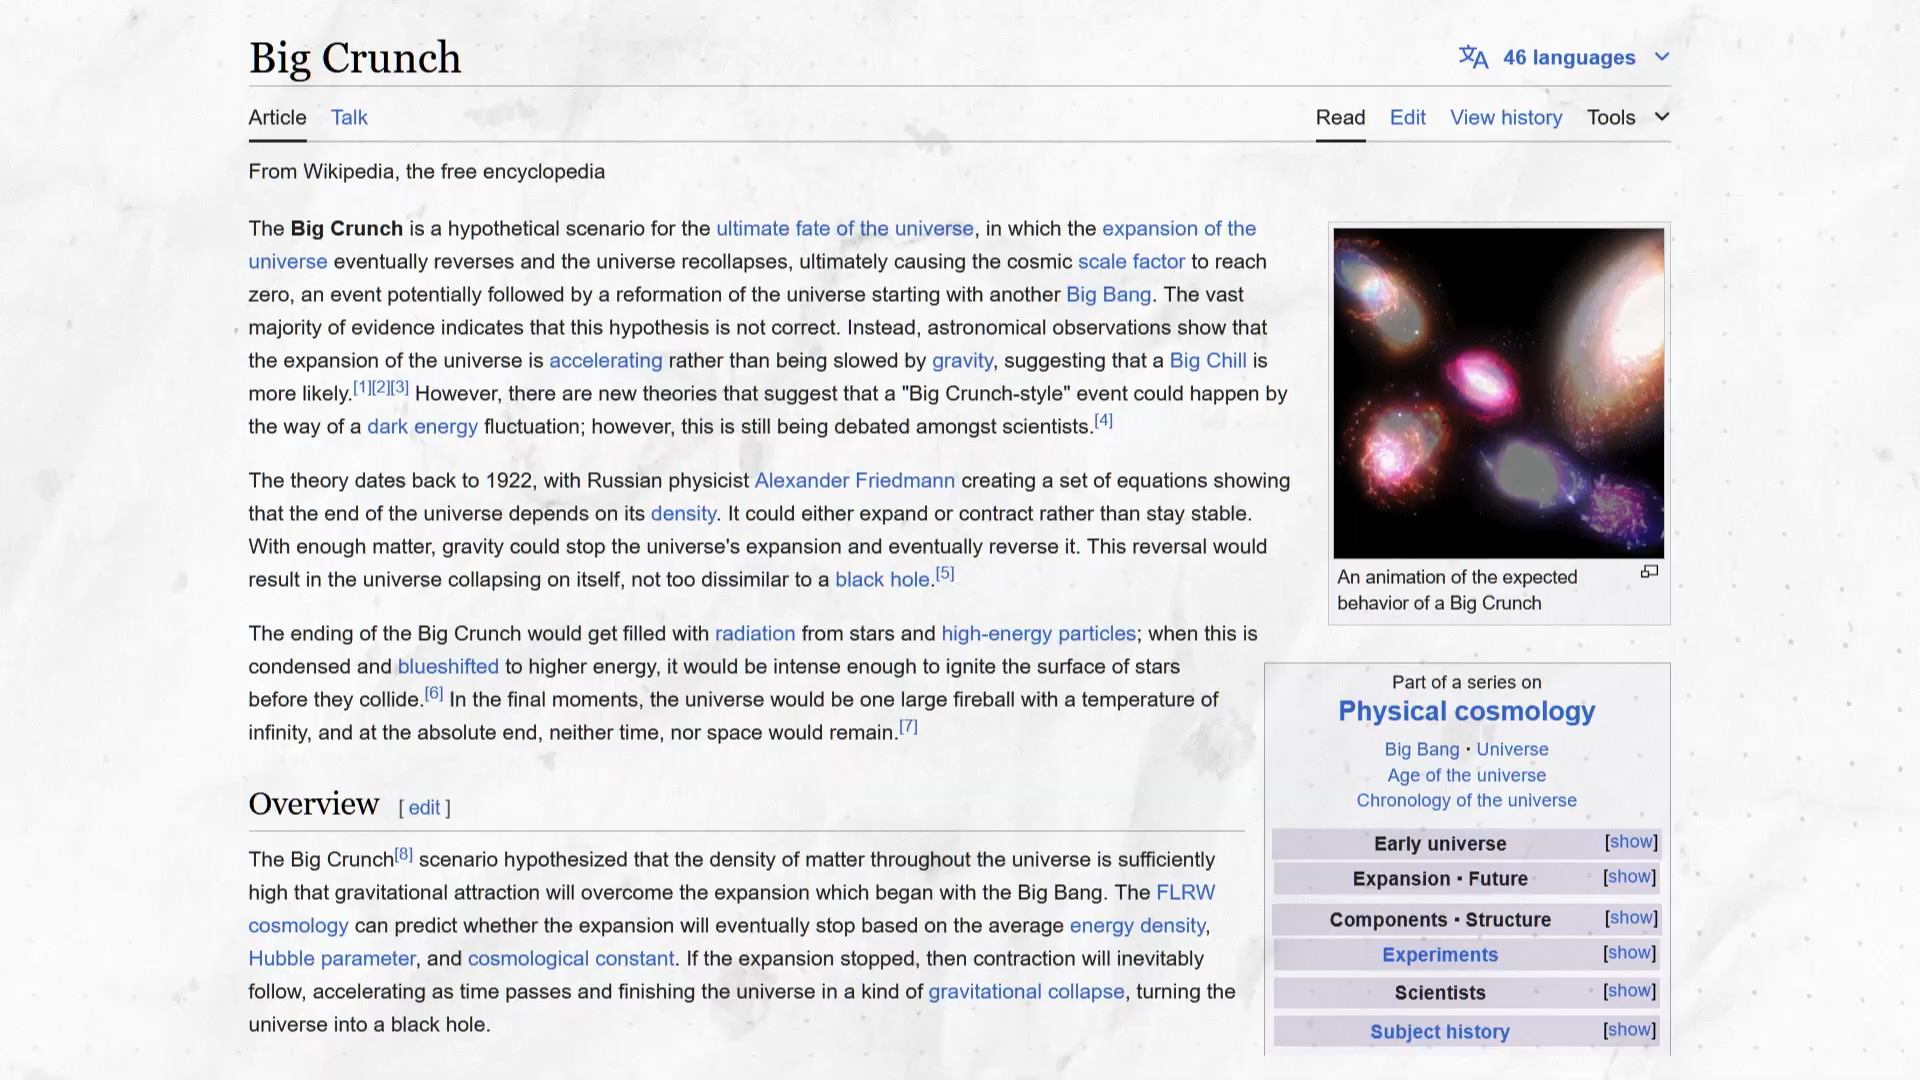 Big Crunch
46 languages
Article Talk
Read Edit View history Tools
From Wikipedia, the free encyclopedia
The Big Crunch is a hypothetical scenario for the ultimate fate of the universe, in which the expansion of the
universe eventually reverses and the universe recollapses, ultimately causing the cosmic scale factor to reach
zero, an event potentially followed by a reformation of the universe starting with another Big Bang. The vast
majority of evidence indicates that this hypothesis is not correct. Instead, astronomical observations show that
the expansion of the universe is accelerating rather than being slowed by gravity, suggesting that a Big Chill is
more likely.[1][2][3] However, there are new theories that suggest that a "Big Crunch-style" event could happen by
the way of a dark energy fluctuation; however, this is still being debated amongst scientists.[4]
The theory dates back to 1922, with Russian physicist Alexander Friedmann creating a set of equations showing
that the end of the universe depends on its density. It could either expand or contract rather than stay stable.
With enough matter, gravity could stop the universe's expansion and eventually reverse it. This reversal would
result in the universe collapsing on itself, not too dissimilar to a black hole.[5]
The ending of the Big Crunch would get filled with radiation from stars and high-energy particles; when this is
condensed and blueshifted to higher energy, it would be intense enough to ignite the surface of stars
before they collide.[6] In the final moments, the universe would be one large fireball with a temperature of
infinity, and at the absolute end, neither time, nor space would remain.[7]
Overview [ edit ]
The Big Crunch[8] scenario hypothesized that the density of matter throughout the universe is sufficiently
high that gravitational attraction will overcome the expansion which began with the Big Bang. The FLRW
cosmology can predict whether the expansion will eventually stop based on the average energy density,
Hubble parameter, and cosmological constant. If the expansion stopped, then contraction will inevitably
follow, accelerating as time passes and finishing the universe in a kind of gravitational collapse, turning the
universe into a black hole.
An animation of the expected
behavior of a Big Crunch
Part of a series on
Physical cosmology
Big Bang · Universe
Age of the universe
Chronology of the universe
Early universe [show]
Expansion · Future [show]
Components · Structure [show]
Experiments [show]
Scientists [show]
Subject history [show]